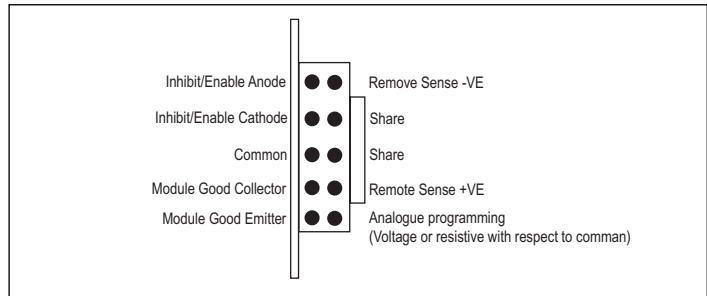 Inhibit/Enable Anode
Remove Sense -VE
Inhibit/Enable Cathode
Share
Common
Share
Module Good Collector
Remote Sense +VE
Module Good Emitter
Analogue programming
(Voltage or resistive with respect to comman)